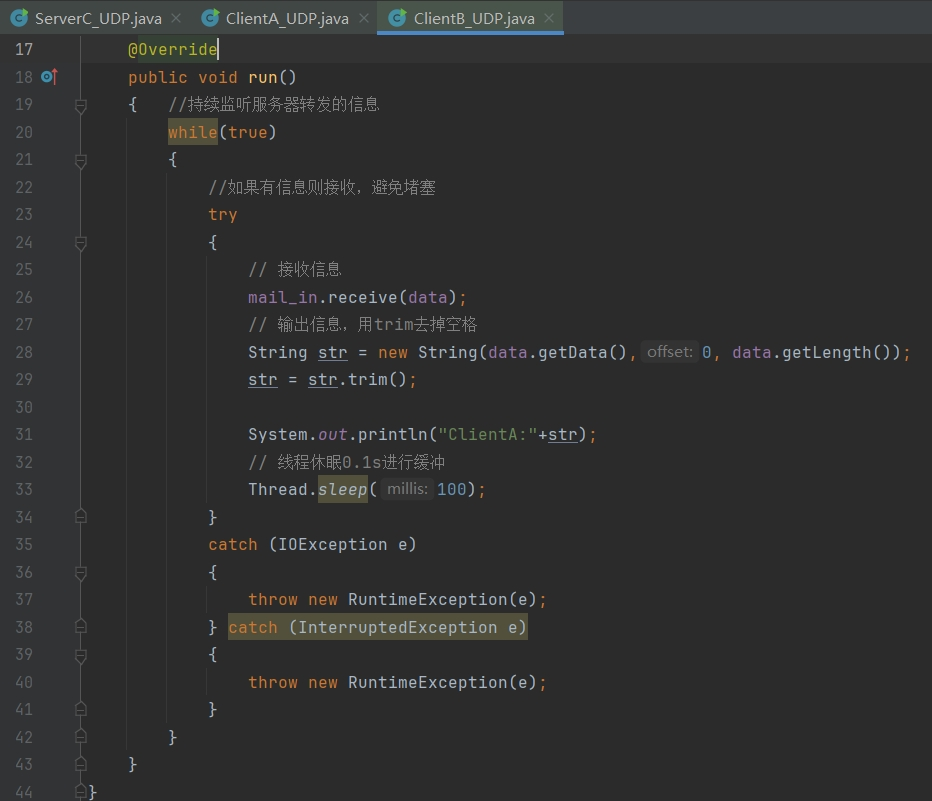 ServerC_UDP.java × ClientA_UDP.java × ClientB_UDP.java ×
17 @Override
18 public void run()
19 { //持续监听服务器转发的信息
20 while(true)
21 {
22 //如果有信息则接收，避免堵塞
23 try
24 {
25 // 接收信息
26 mail_in.receive(data);
27 // 输出信息，用trim去掉空格
28 String str = new String(data.getData(), offset: 0, data.getLength());
29 str = str.trim();
30
31 System.out.println("ClientA:"+str);
32 // 线程休眠0.1s进行缓冲
33 Thread.sleep( millis: 100);
34 }
35 catch (IOException e)
36 {
37 throw new RuntimeException(e);
38 } catch (InterruptedException e)
39 {
40 throw new RuntimeException(e);
41 }
42 }
43 }
44 }